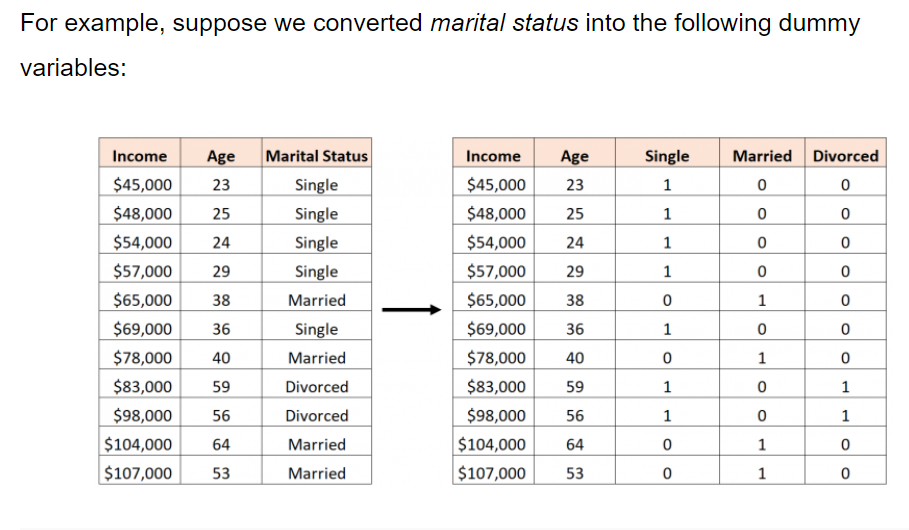 For example, suppose we converted marital status into the following dummy
variables:
Income Age Marital Status
$45,000 23 Single
$48,000 25 Single
$54,000 24 Single
$57,000 29 Single
$65,000 38 Married
$69,000 36 Single
$78,000 40 Married
$83,000 59 Divorced
$98,000 56 Divorced
$104,000 64 Married
$107,000 53 Married
Income Age Single Married Divorced
$45,000 23 1 0 0
$48,000 25 1 0 0
$54,000 24 1 0 0
$57,000 29 1 0 0
$65,000 38 0 1 0
$69,000 36 1 0 0
$78,000 40 0 1 0
$83,000 59 1 0 1
$98,000 56 1 0 1
$104,000 64 0 1 0
$107,000 53 0 1 0